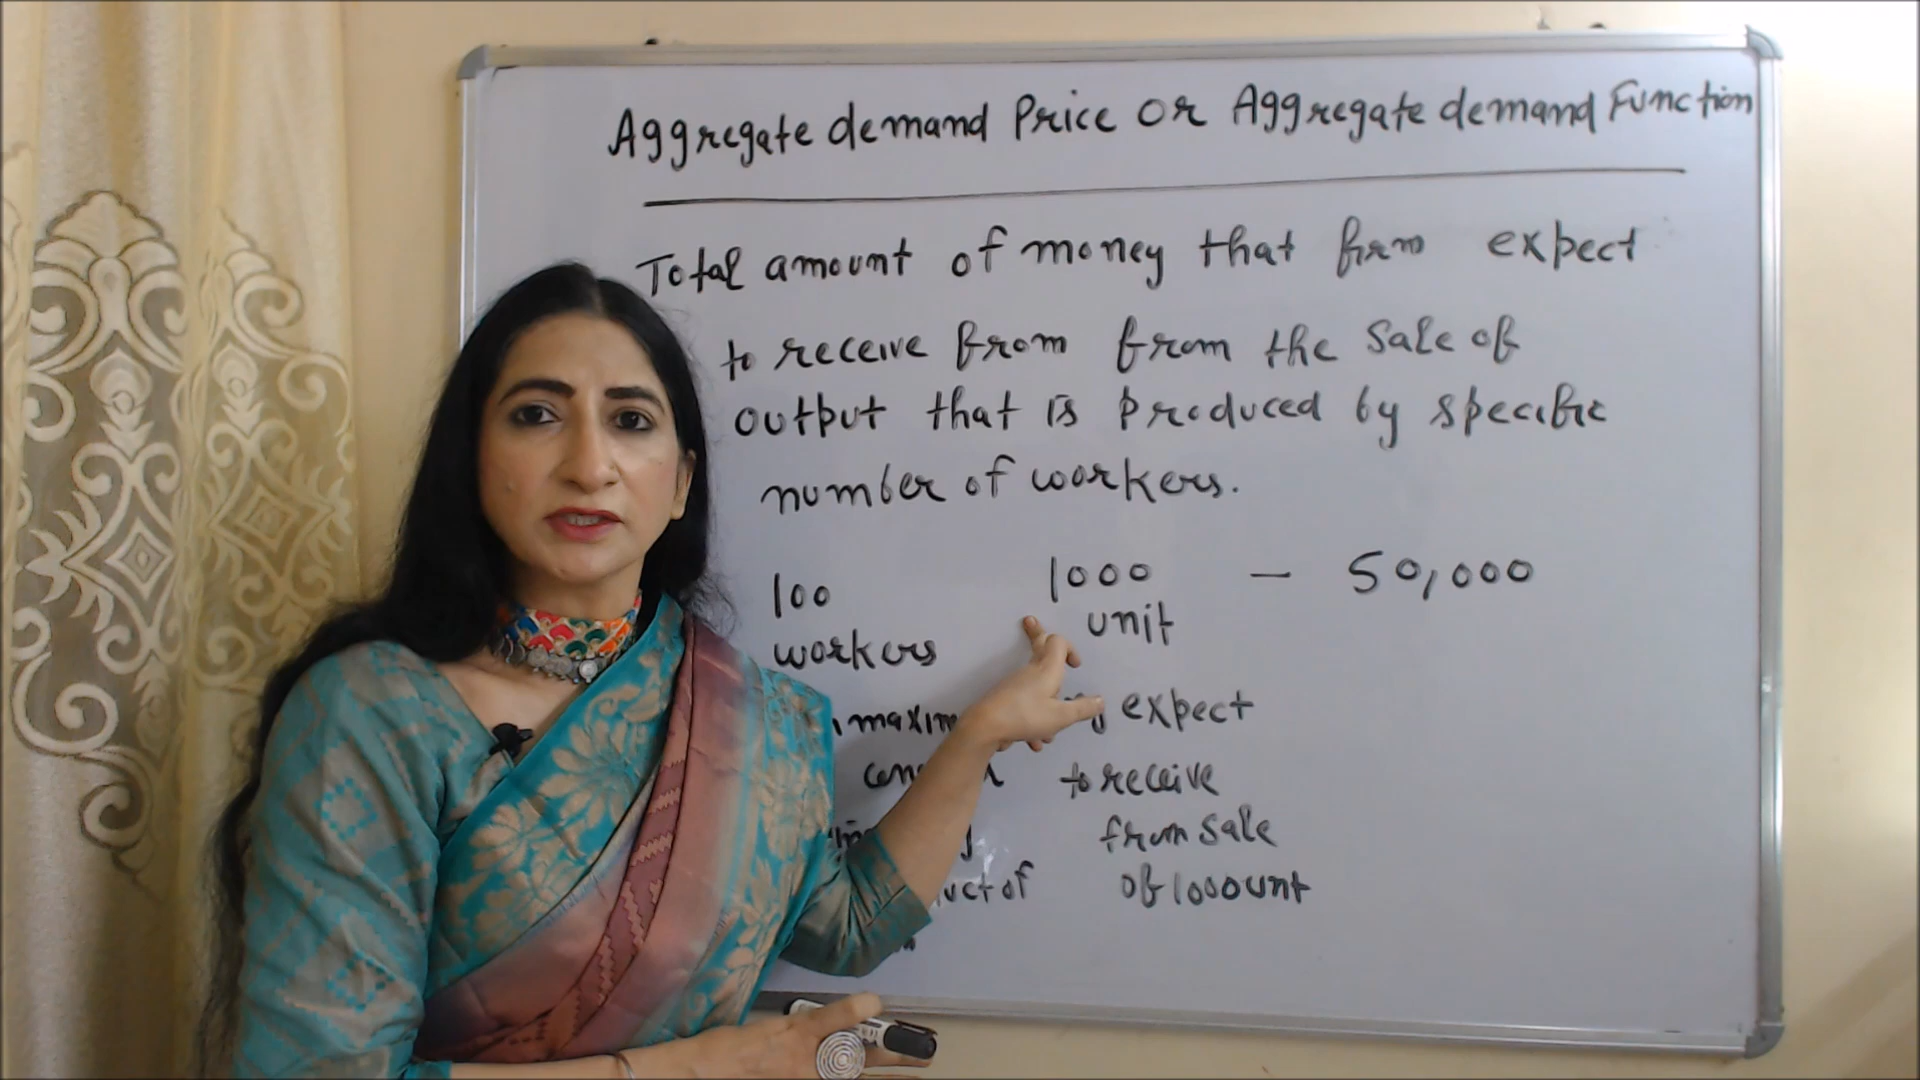 Aggregate demand Price or Aggregate demand Function
Total amount of money that firm expect
to receive from from the sale of
output that is produced by specific
number of workers.
100 1000 - 50,000
workers unit
expect
to receive
from sale
of 1000 unit